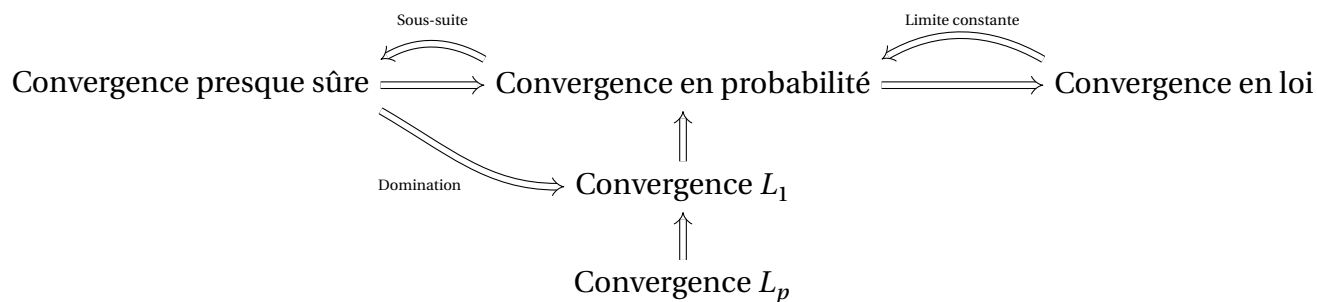 Sous-suite
Limite constante
Convergence presque sûre
Convergence en probabilité
Convergence en loi
Domination
Convergence L₁
Convergence Lₚ